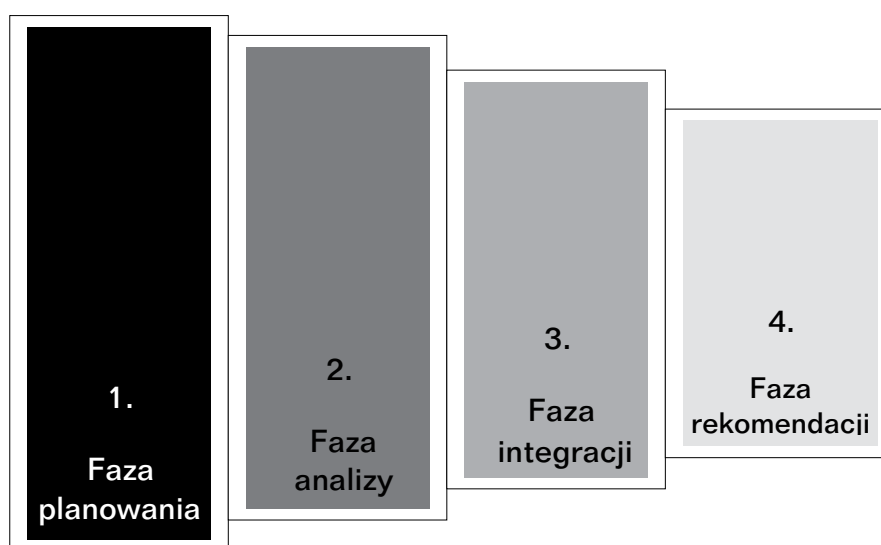 1.
Faza
planowania
2.
Faza
analizy
3.
Faza
integracji
4.
Faza
rekomendacji